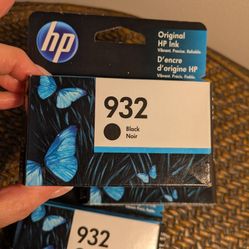 hp
Original
HP Ink
Vibrant. Precise. Reliable.
D'encre
d'origine HP
932
Black
Noir
932